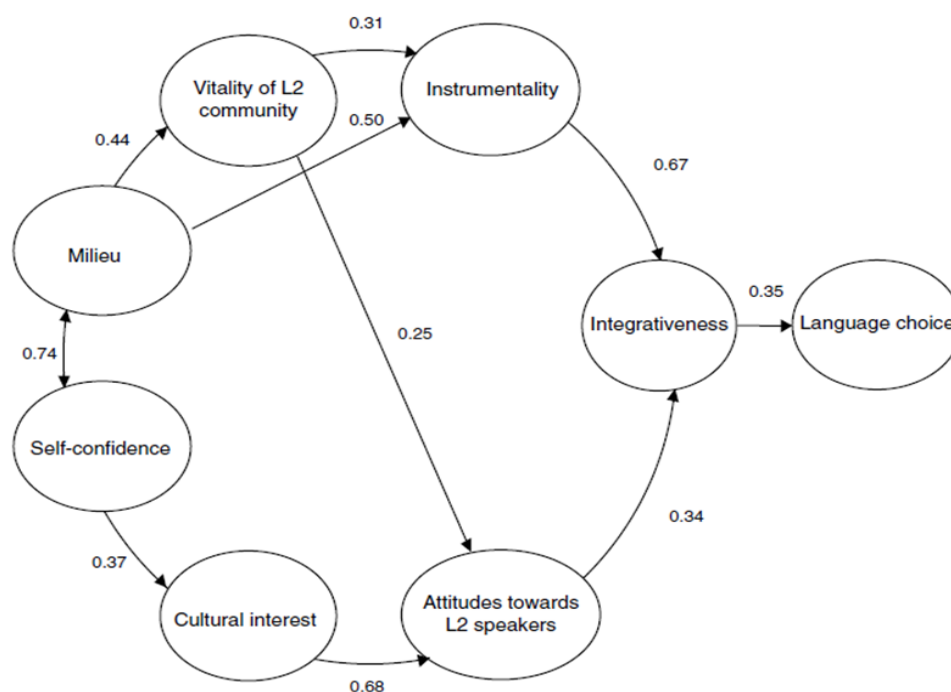 0.31
Vitality of L2
community
Instrumentality
0.50
0.44
0.67
Milieu
0.35
Integrativeness
Language choice
0.25
0.74
Self-confidence
0.34
0.37
Attitudes towards
L2 speakers
Cultural interest
0.68